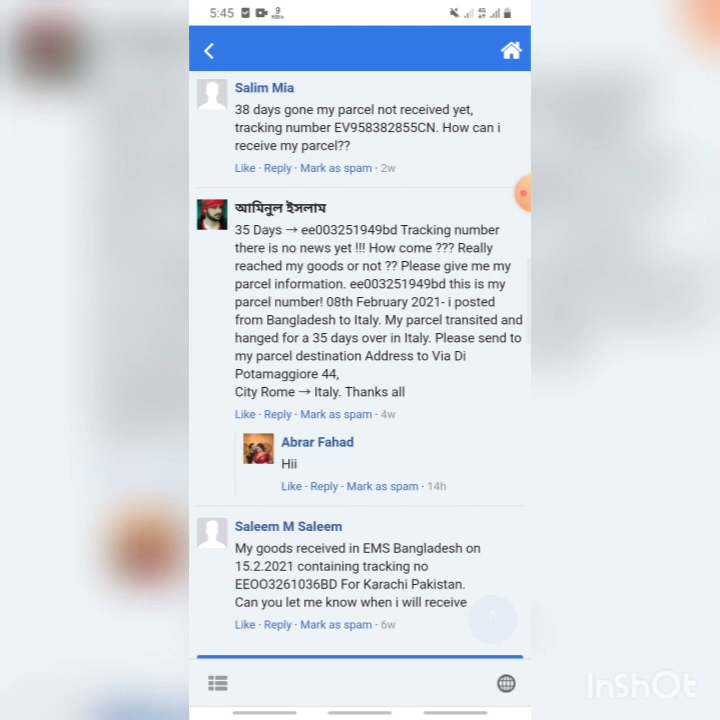 5:45
9
KB/s
4G
Salim Mia
38 days gone my parcel not received yet,
tracking number EV958382855CN. How can i
receive my parcel??
Like · Reply · Mark as spam · 2w
আমিনুল ইসলাম
35 Days → ee003251949bd Tracking number
there is no news yet !!! How come ??? Really
reached my goods or not ?? Please give me my
parcel information. ee003251949bd this is my
parcel number! 08th February 2021- i posted
from Bangladesh to Italy. My parcel transited and
hanged for a 35 days over in Italy. Please send to
my parcel destination Address to Via Di
Potamaggiore 44,
City Rome → Italy. Thanks all
Like · Reply · Mark as spam · 4w
Abrar Fahad
Hii
Like · Reply · Mark as spam · 14h
Saleem M Saleem
My goods received in EMS Bangladesh on
15.2.2021 containing tracking no
EEOO3261036BD For Karachi Pakistan.
Can you let me know when i will receive
Like · Reply · Mark as spam · 6w
InShOt